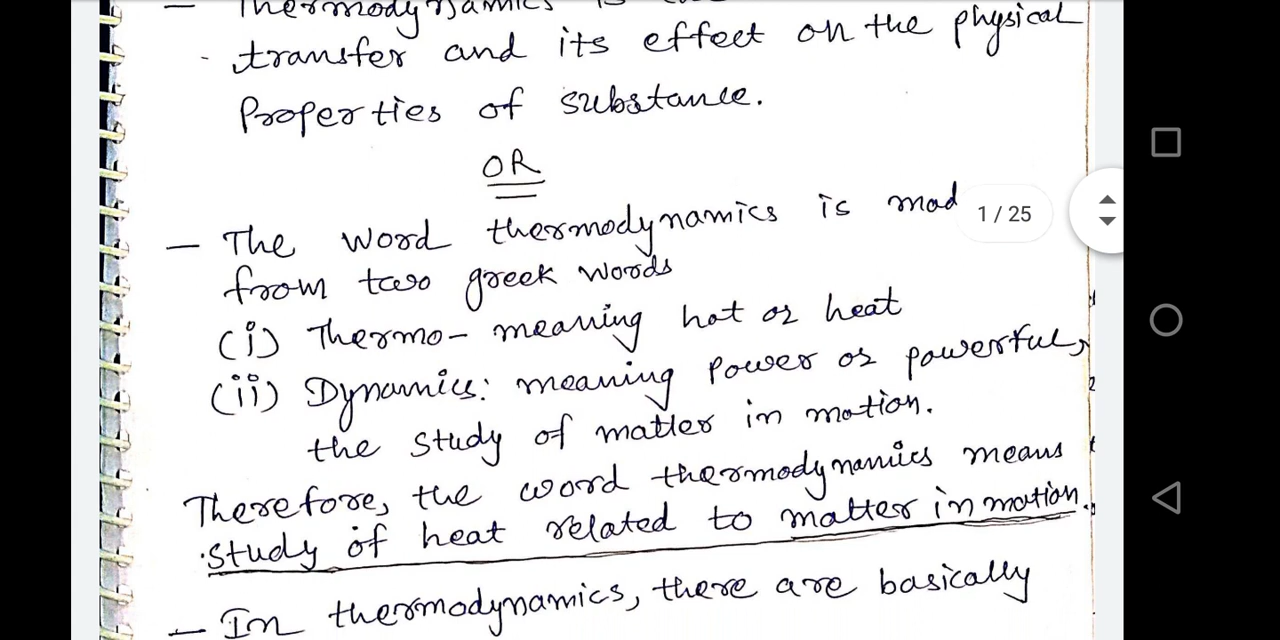 — Thermodynamics is the
transfer and its effect on the physical
Properties of substance.
OR
— The word thermodynamics is mad
1 / 25
from two greek words
(i) Thermo – meaning hot or heat
(ii) Dynamics: meaning power or powerful,
the study of matter in motion.
Therefore, the word thermodynamics means
study of heat related to matter in motion.
— In thermodynamics, there are basically